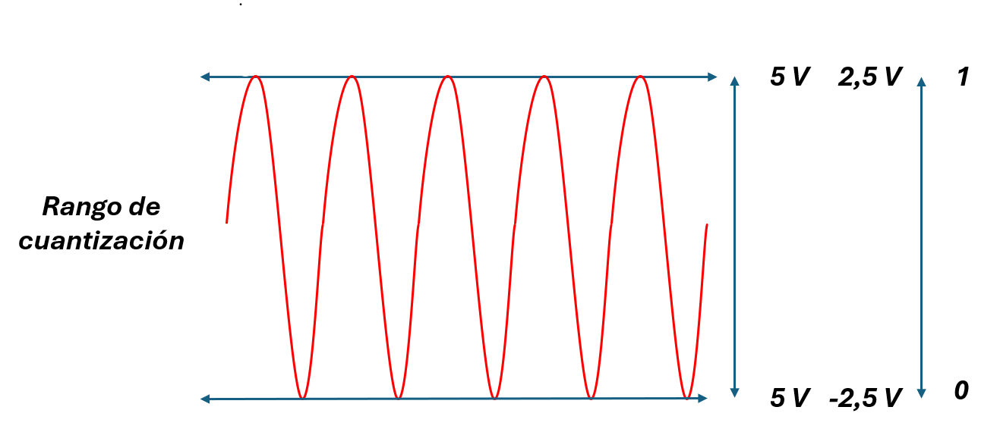 5 V 2,5 V 1
Rango de
cuantización
5 V -2,5 V 0